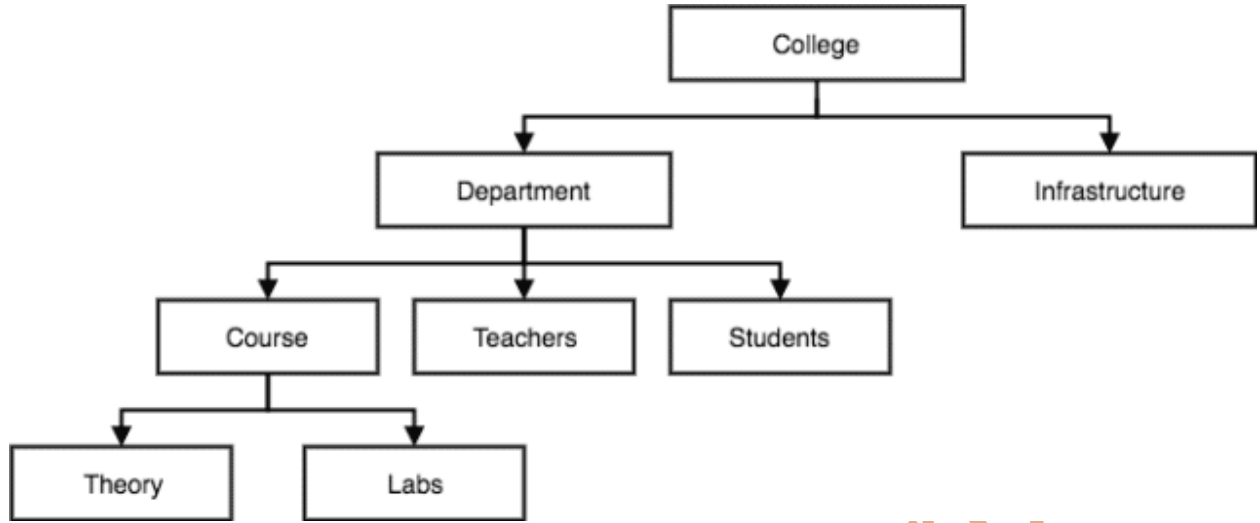 College
Department
Infrastructure
Course
Teachers
Students
Theory
Labs